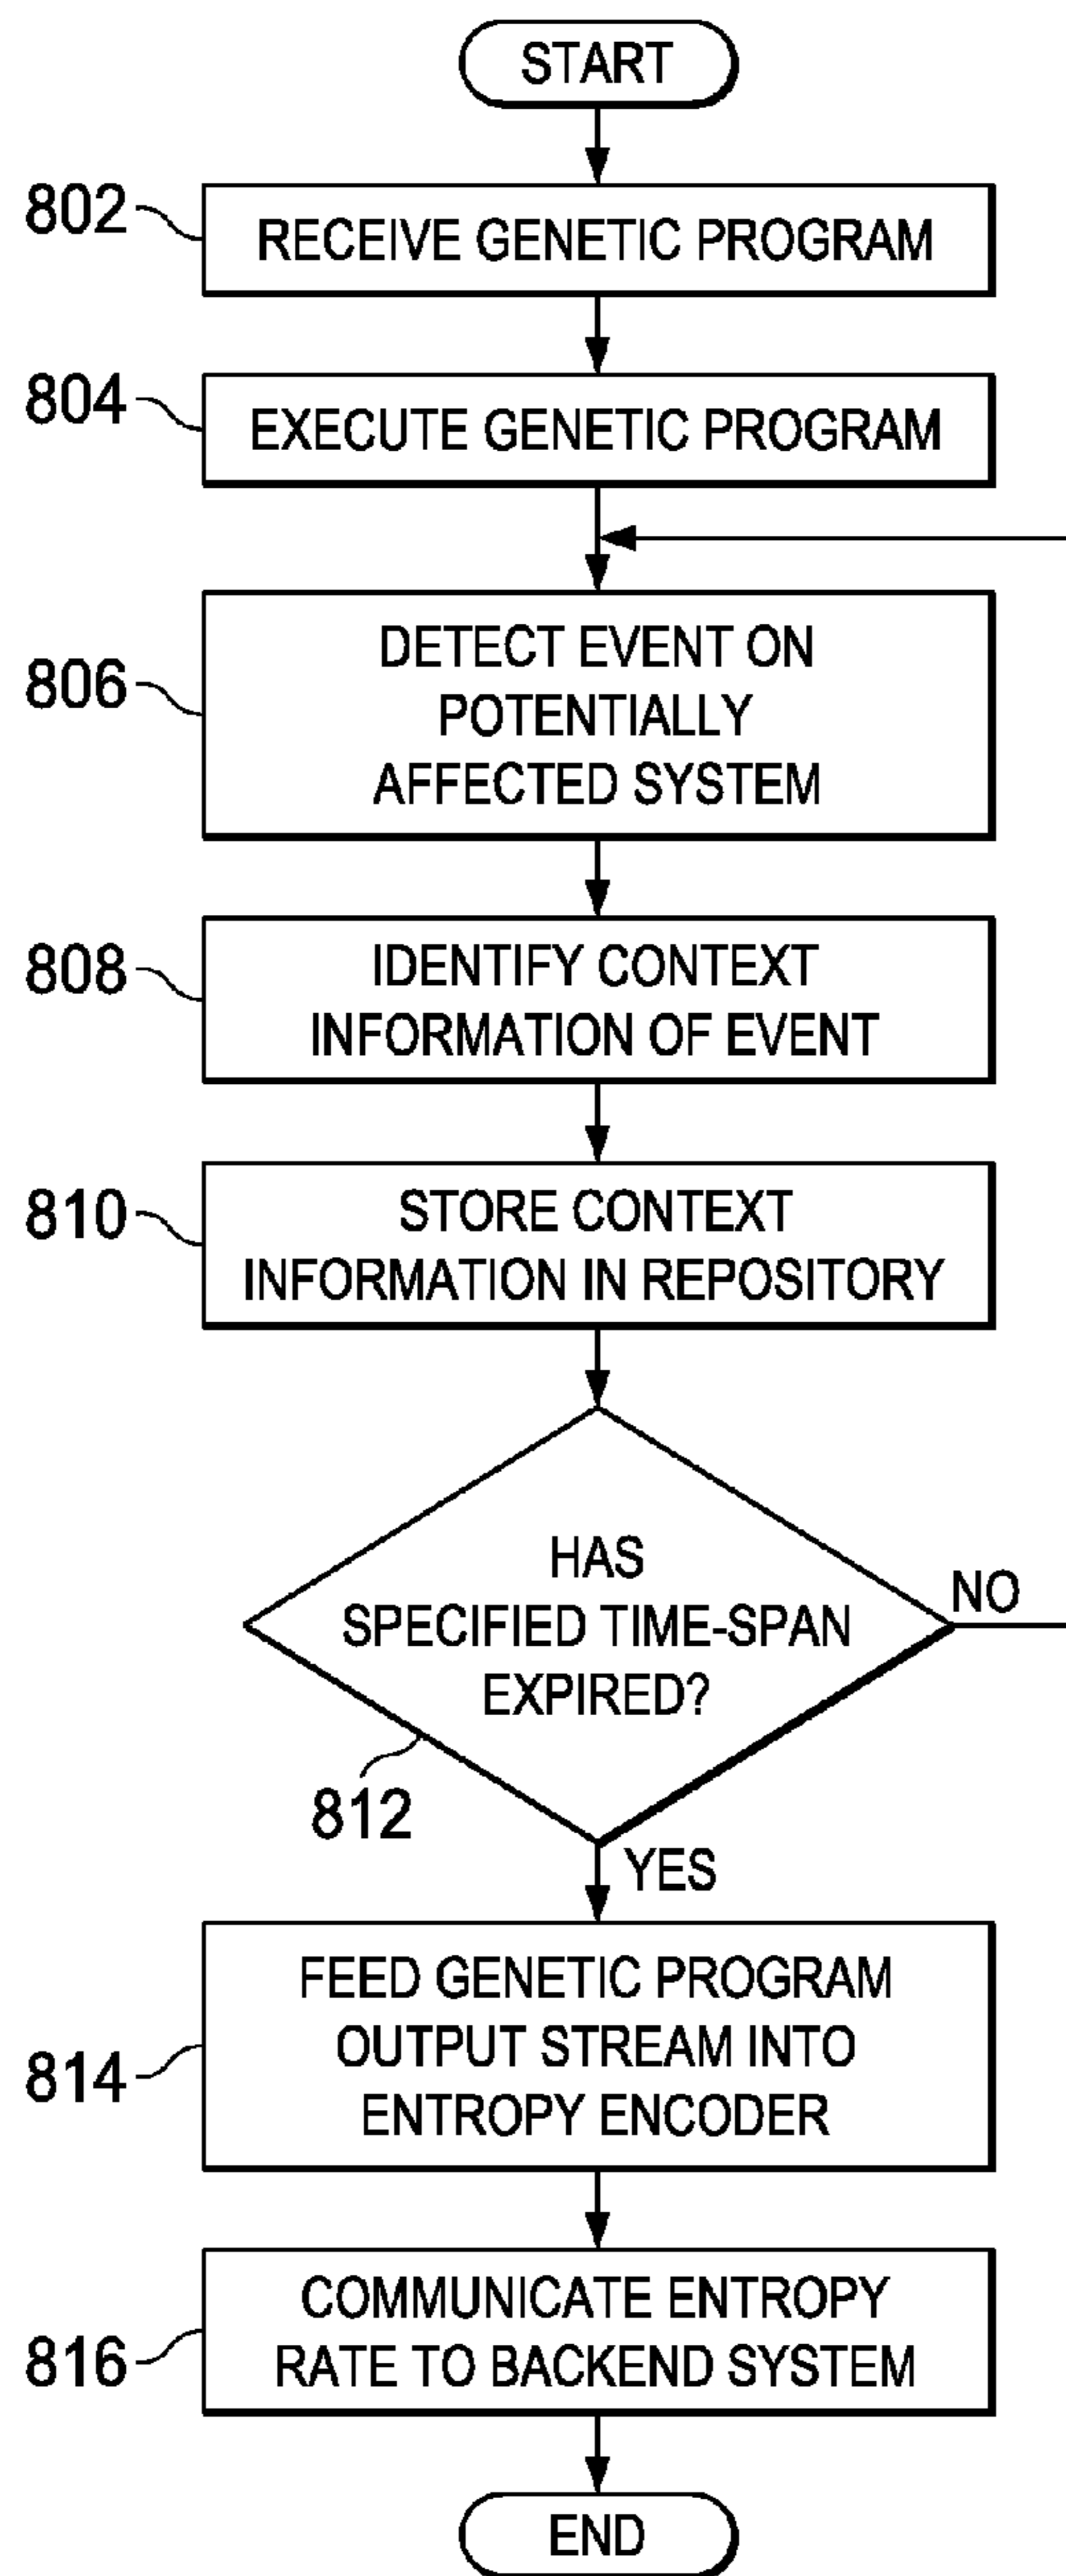 START
802
RECEIVE GENETIC PROGRAM
804
EXECUTE GENETIC PROGRAM
806
DETECT EVENT ON
POTENTIALLY
AFFECTED SYSTEM
808
IDENTIFY CONTEXT
INFORMATION OF EVENT
810
STORE CONTEXT
INFORMATION IN REPOSITORY
HAS
SPECIFIED TIME-SPAN
EXPIRED?
NO
812
YES
814
FEED GENETIC PROGRAM
OUTPUT STREAM INTO
ENTROPY ENCODER
816
COMMUNICATE ENTROPY
RATE TO BACKEND SYSTEM
END